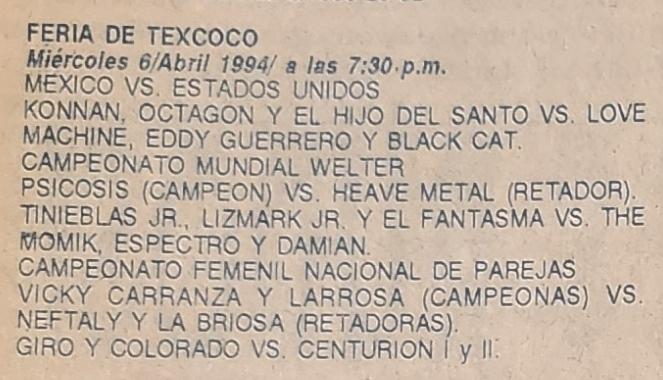 FERIA DE TEXCOCO
Miércoles 6/Abril 1994/ a las 7:30 p.m.
MEXICO VS. ESTADOS UNIDOS
KONNAN, OCTAGON Y EL HIJO DEL SANTO VS. LOVE
MACHINE, EDDY GUERRERO Y BLACK CAT.
CAMPEONATO MUNDIAL WELTER
PSICOSIS (CAMPEON) VS. HEAVE METAL (RETADOR).
TINIEBLAS JR., LIZMARK JR. Y EL FANTASMA VS. THE
MOMIK, ESPECTRO Y DAMIAN.
CAMPEONATO FEMENIL NACIONAL DE PAREJAS
VICKY CARRANZA Y LARROSA (CAMPEONAS) VS.
NEFTALY Y LA BRIOSA (RETADORAS).
GIRO Y COLORADO VS. CENTURION I y II.